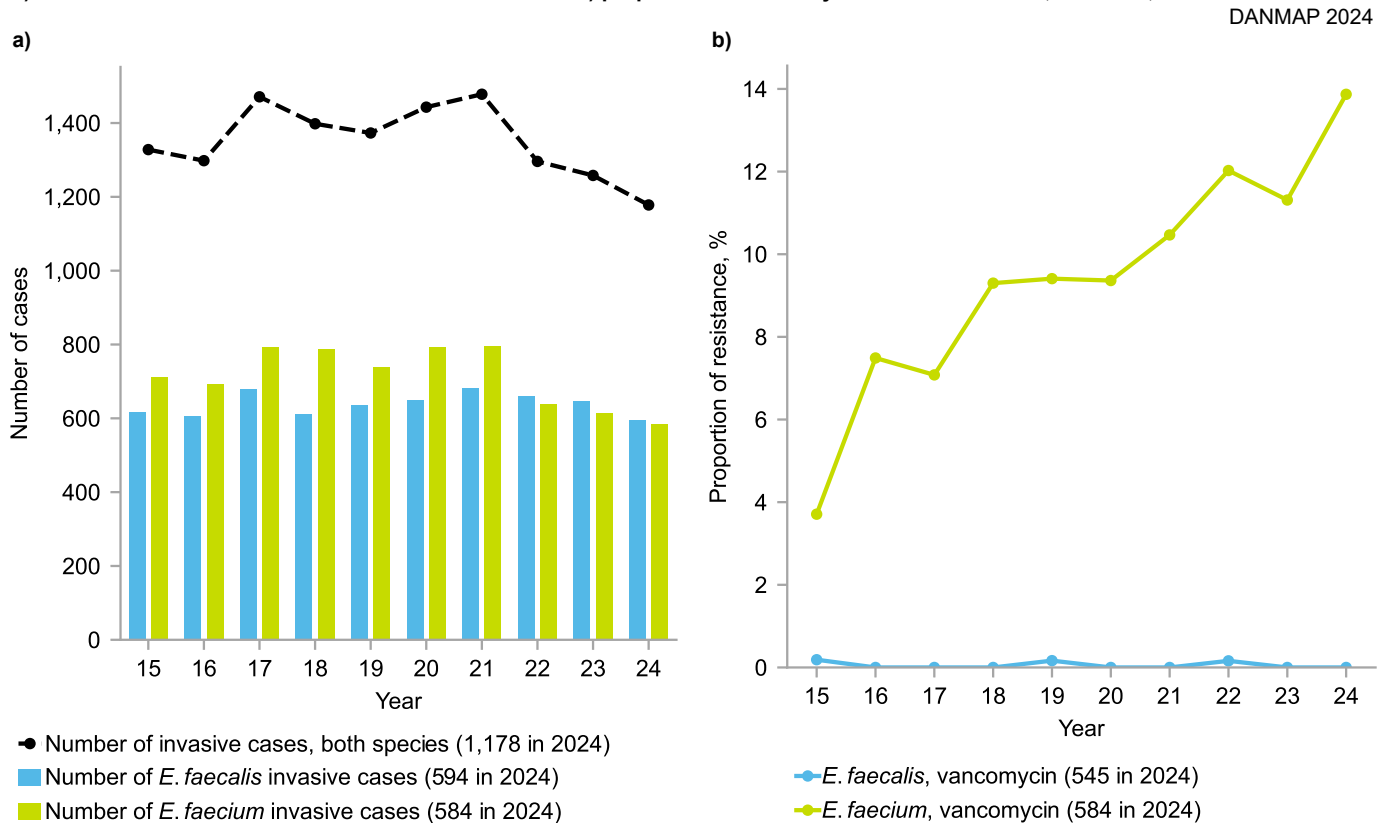 DANMAP 2024
a)
Number of cases
1,400
1,200
1,000
800
600
400
200
0
15 16 17 18 19 20 21 22 23 24
Year
Number of invasive cases, both species (1,178 in 2024)
Number of E. faecalis invasive cases (594 in 2024)
Number of E. faecium invasive cases (584 in 2024)
b)
Proportion of resistance, %
14
12
10
8
6
4
2
0
15 16 17 18 19 20 21 22 23 24
Year
E. faecalis, vancomycin (545 in 2024)
E. faecium, vancomycin (584 in 2024)